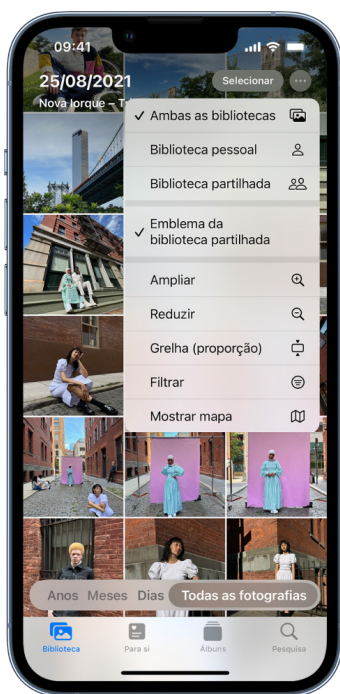 09:41
25/08/2021
Selecionar
Nova Iorque – T
Ambas as bibliotecas
Biblioteca pessoal
Biblioteca partilhada
Emblema da
biblioteca partilhada
Ampliar
Reduzir
Grelha (proporção)
Filtrar
Mostrar mapa
Anos Meses Dias Todas as fotografias
Biblioteca Para si Álbuns Pesquisa